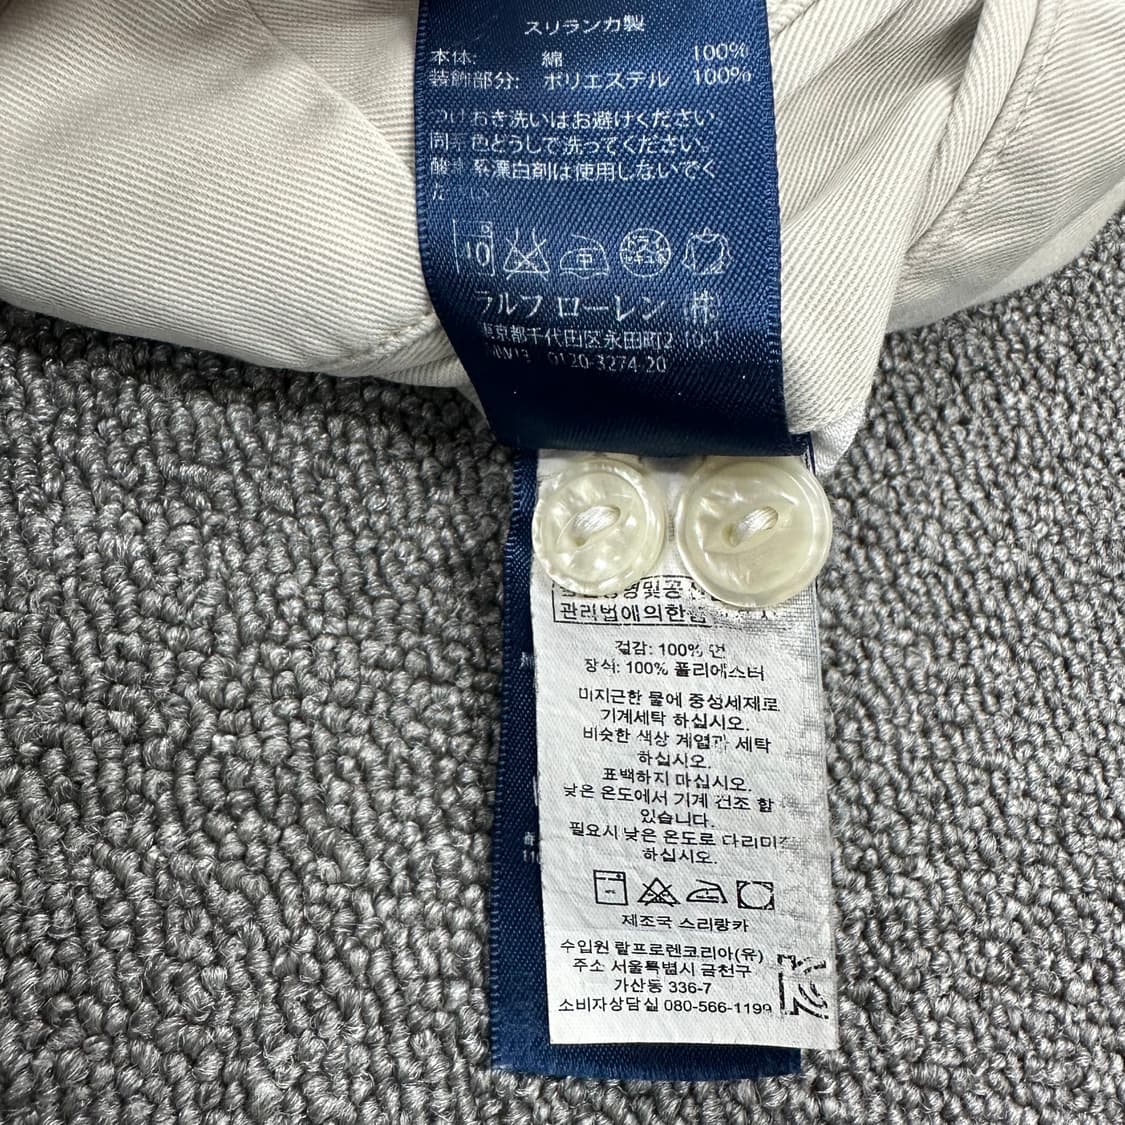 スリランカ製
本体: 綿 100%
装飾部分: ポリエステル 100%
つけおき洗いはお避けください
同系色どうしで洗ってください。
酸素系漂白剤は使用しないでく
ださい
ドライ
ラルフ ローレン (株)
東京都千代田区永田町2
0120-3274-20
관리법에의한
겉감: 100% 면
장식: 100% 폴리에스터
미지근한 물에 중성세제로
기계세탁 하십시오.
비슷한 색상 계열과 세탁
하십시오.
표백하지 마십시오.
낮은 온도에서 기계 건조 할
있습니다.
필요시 낮은 온도로 다리미질
하십시오.
제조국 스리랑카
수입원 랄프로렌코리아(유)
주소 서울특별시 금천구
가산동 336-7
소비자상담실 080-566-1199